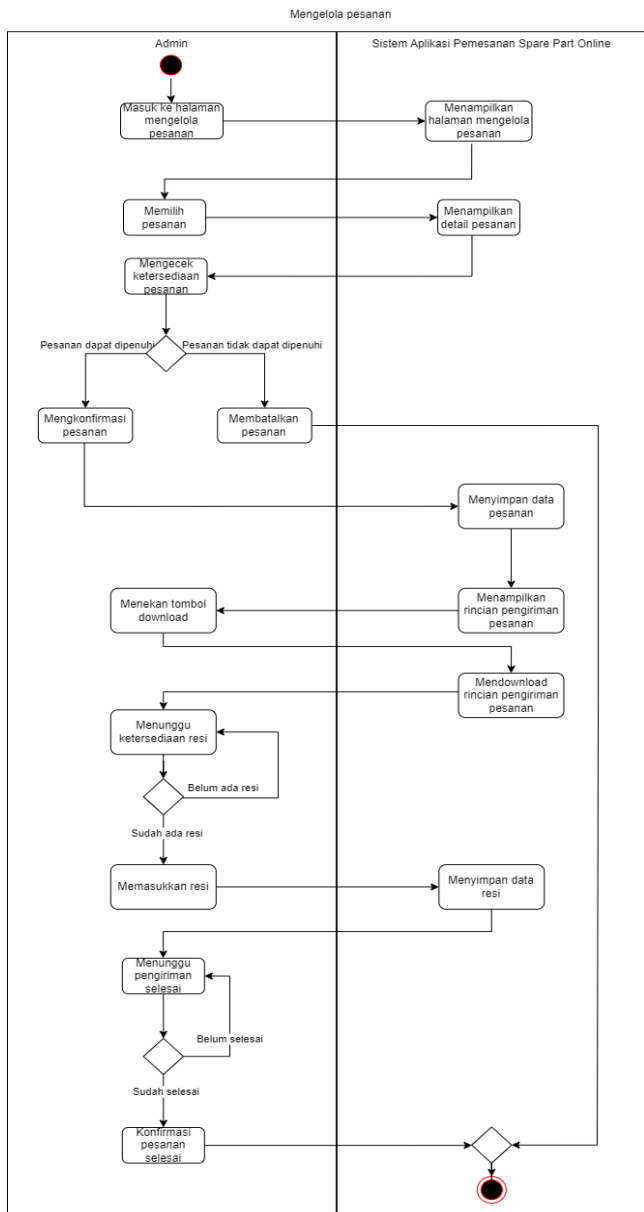 Mengelola pesanan
Admin
Sistem Aplikasi Pemesanan Spare Part Online
Masuk ke halaman
mengelola
pesanan
Menampilkan
halaman mengelola
pesanan
Memilih
pesanan
Menampilkan
detail pesanan
Mengecek
ketersediaan
pesanan
Pesanan dapat dipenuhi
Pesanan tidak dapat dipenuhi
Mengkonfirmasi
pesanan
Membatalkan
pesanan
Menyimpan data
pesanan
Menekan tombol
download
Menampilkan
rincian pengiriman
pesanan
Mendownload
rincian pengiriman
pesanan
Menunggu
ketersediaan resi
Belum ada resi
Sudah ada resi
Memasukkan resi
Menyimpan data
resi
Menunggu
pengiriman
selesai
Belum selesai
Sudah selesai
Konfirmasi
pesanan
selesai